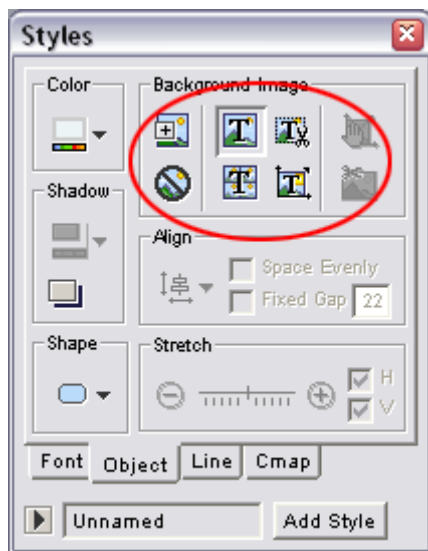 Styles
Color
Background Image
Shadow
Align
Space Evenly
Fixed Gap 22
Shape
Stretch
H
V
Font Object Line Cmap
Unnamed Add Style